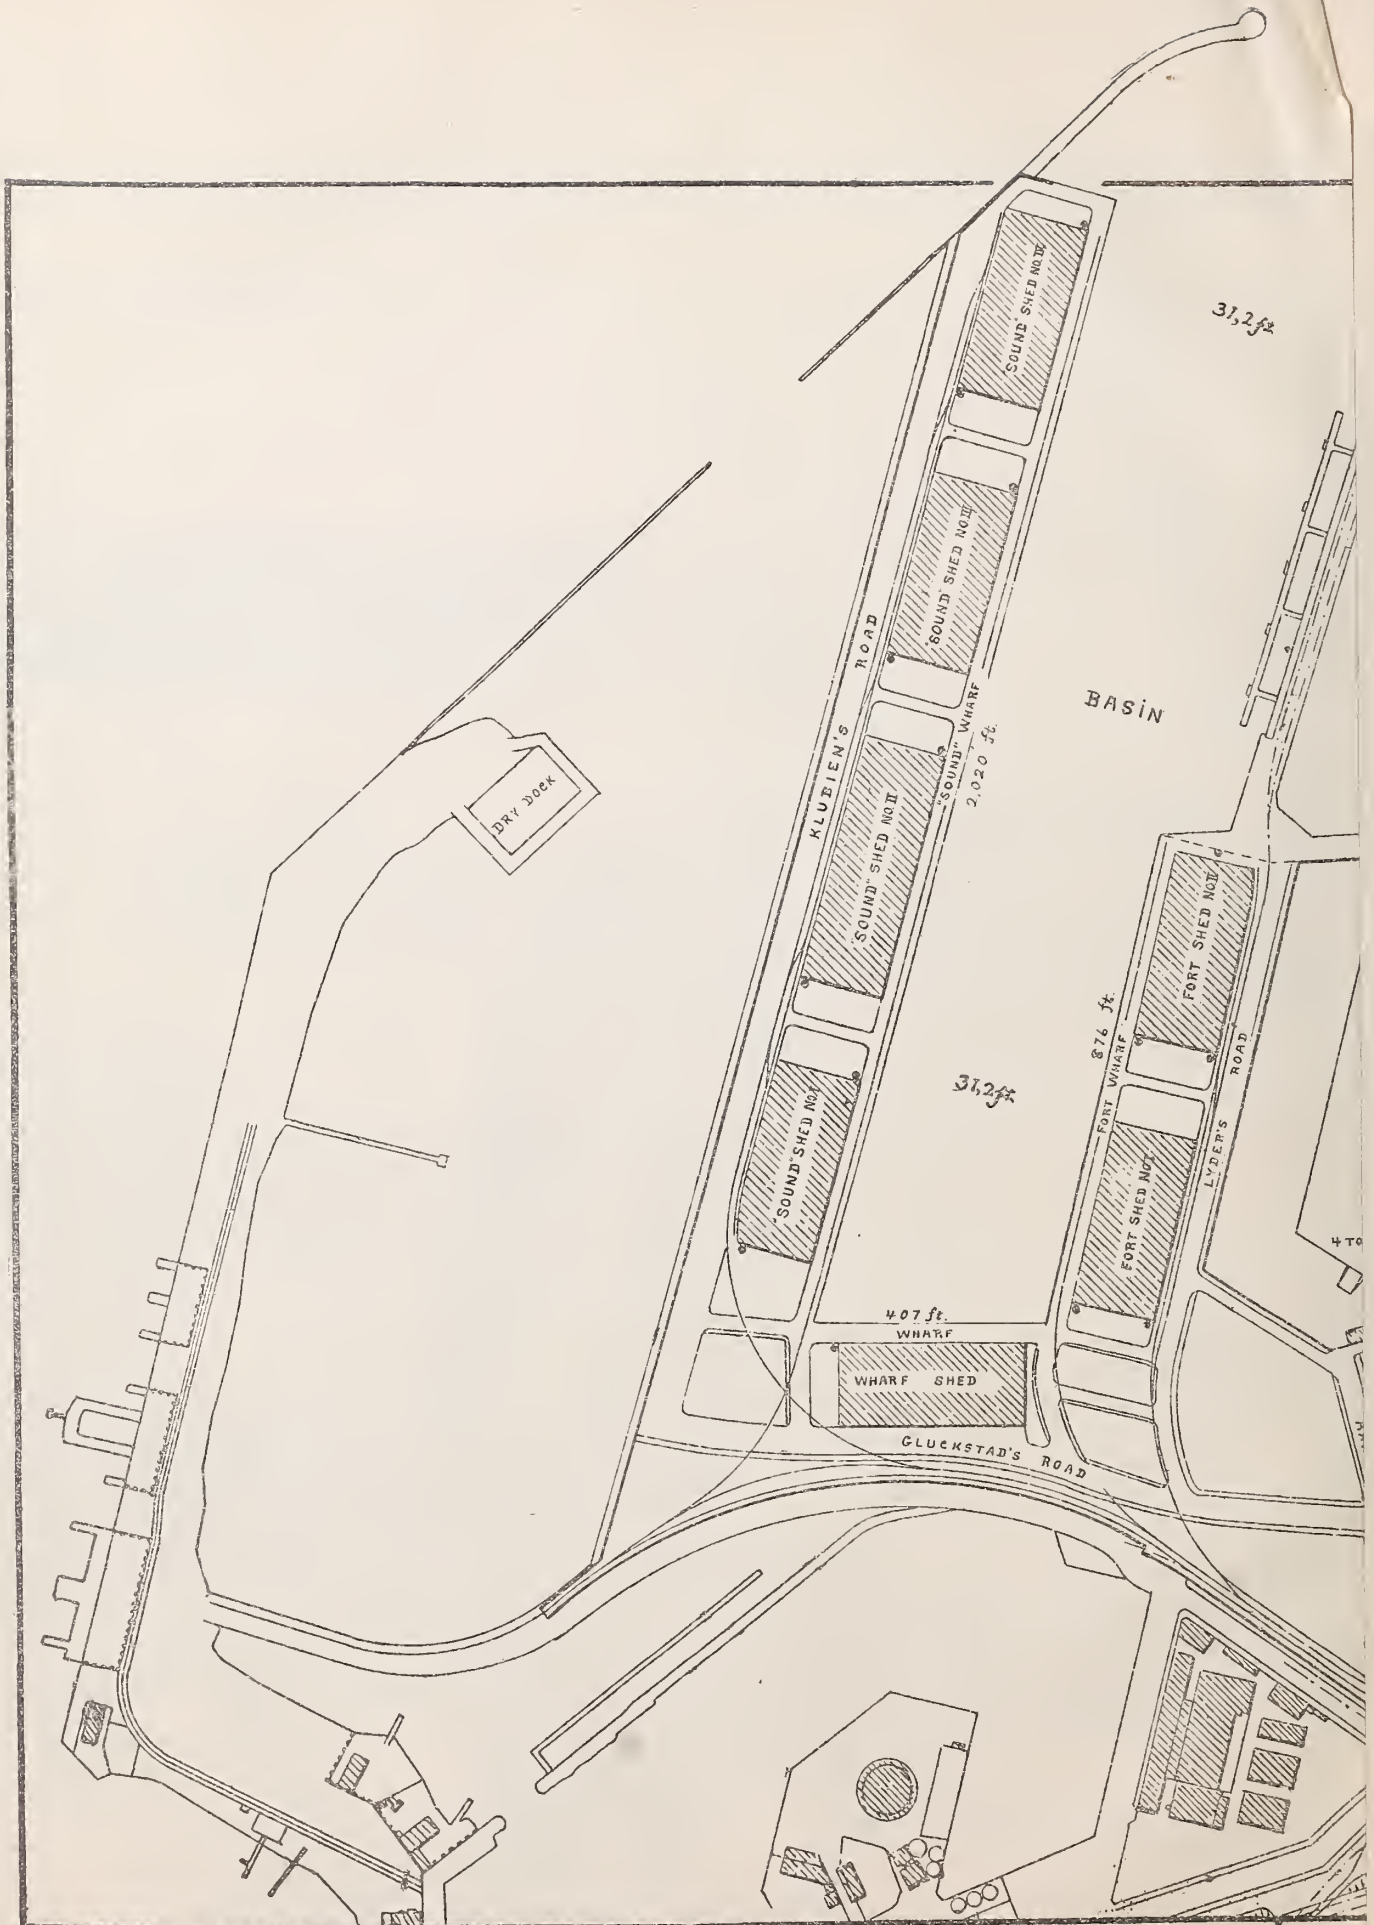 "SOUND" SHED NO. IV
31,2 ft
"SOUND" SHED NO. III
KLUBIEN'S ROAD
BASIN
"SOUND" WHARF
2.020 ft.
DRY DOCK
"SOUND" SHED NO. II
FORT SHED NO. II
876 ft.
FORT WHARF
LYDER'S ROAD
31,2 ft
"SOUND" SHED NO. I
FORT SHED NO. I
4 TO
407 ft.
WHARF
WHARF SHED
GLUCKSTAD'S ROAD